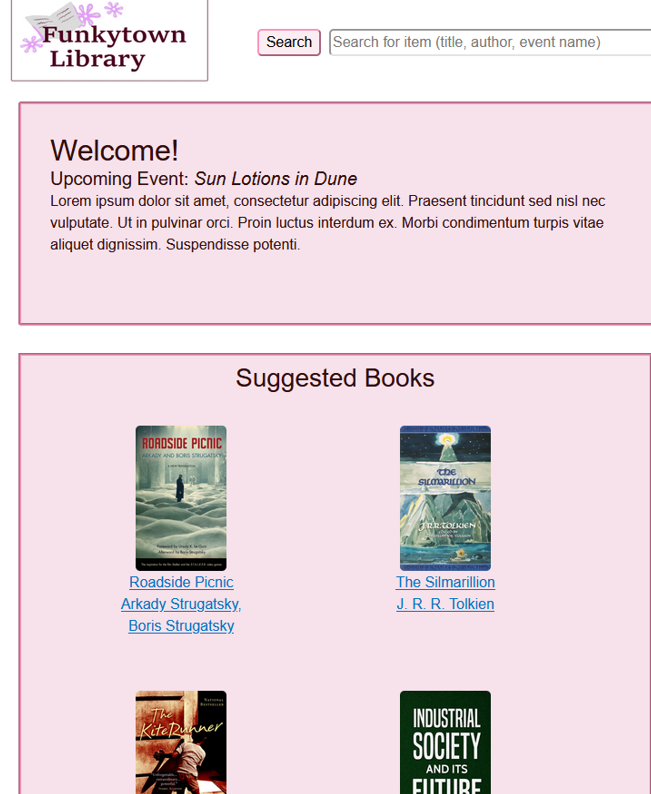 Funkytown
Library
Search
Search for item (title, author, event name)
Welcome!
Upcoming Event: Sun Lotions in Dune
Lorem ipsum dolor sit amet, consectetur adipiscing elit. Praesent tincidunt sed nisl nec
vulputate. Ut in pulvinar orci. Proin luctus interdum ex. Morbi condimentum turpis vitae
aliquet dignissim. Suspendisse potenti.
Suggested Books
ROADSIDE PICNIC
ARKADY AND BORIS STRUGATSKY
THE
SILMARILLION
J.R.R. TOLKIEN
Roadside Picnic
Arkady Strugatsky,
Boris Strugatsky
The Silmarillion
J. R. R. Tolkien
NATIONAL
BESTSELLER
The
Kite Runner
INDUSTRIAL
SOCIETY
AND ITS
FUTURE